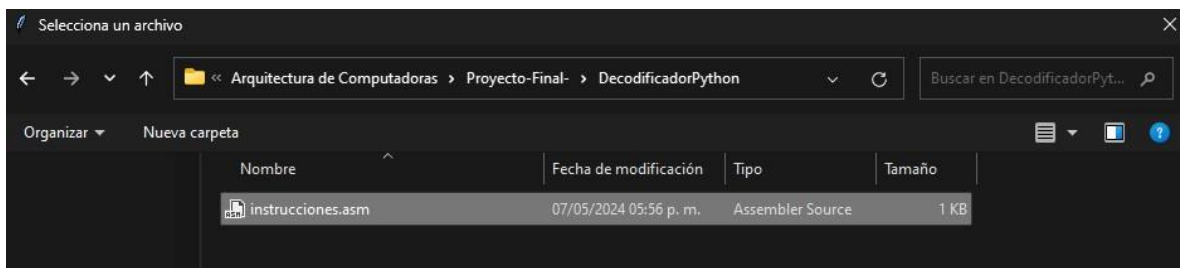 Selecciona un archivo
« Arquitectura de Computadoras › Proyecto-Final- › DecodificadorPython Buscar en DecodificadorPyt...
Organizar Nueva carpeta ?
Nombre Fecha de modificación Tipo Tamaño
ASM instrucciones.asm 07/05/2024 05:56 p. m. Assembler Source 1 KB